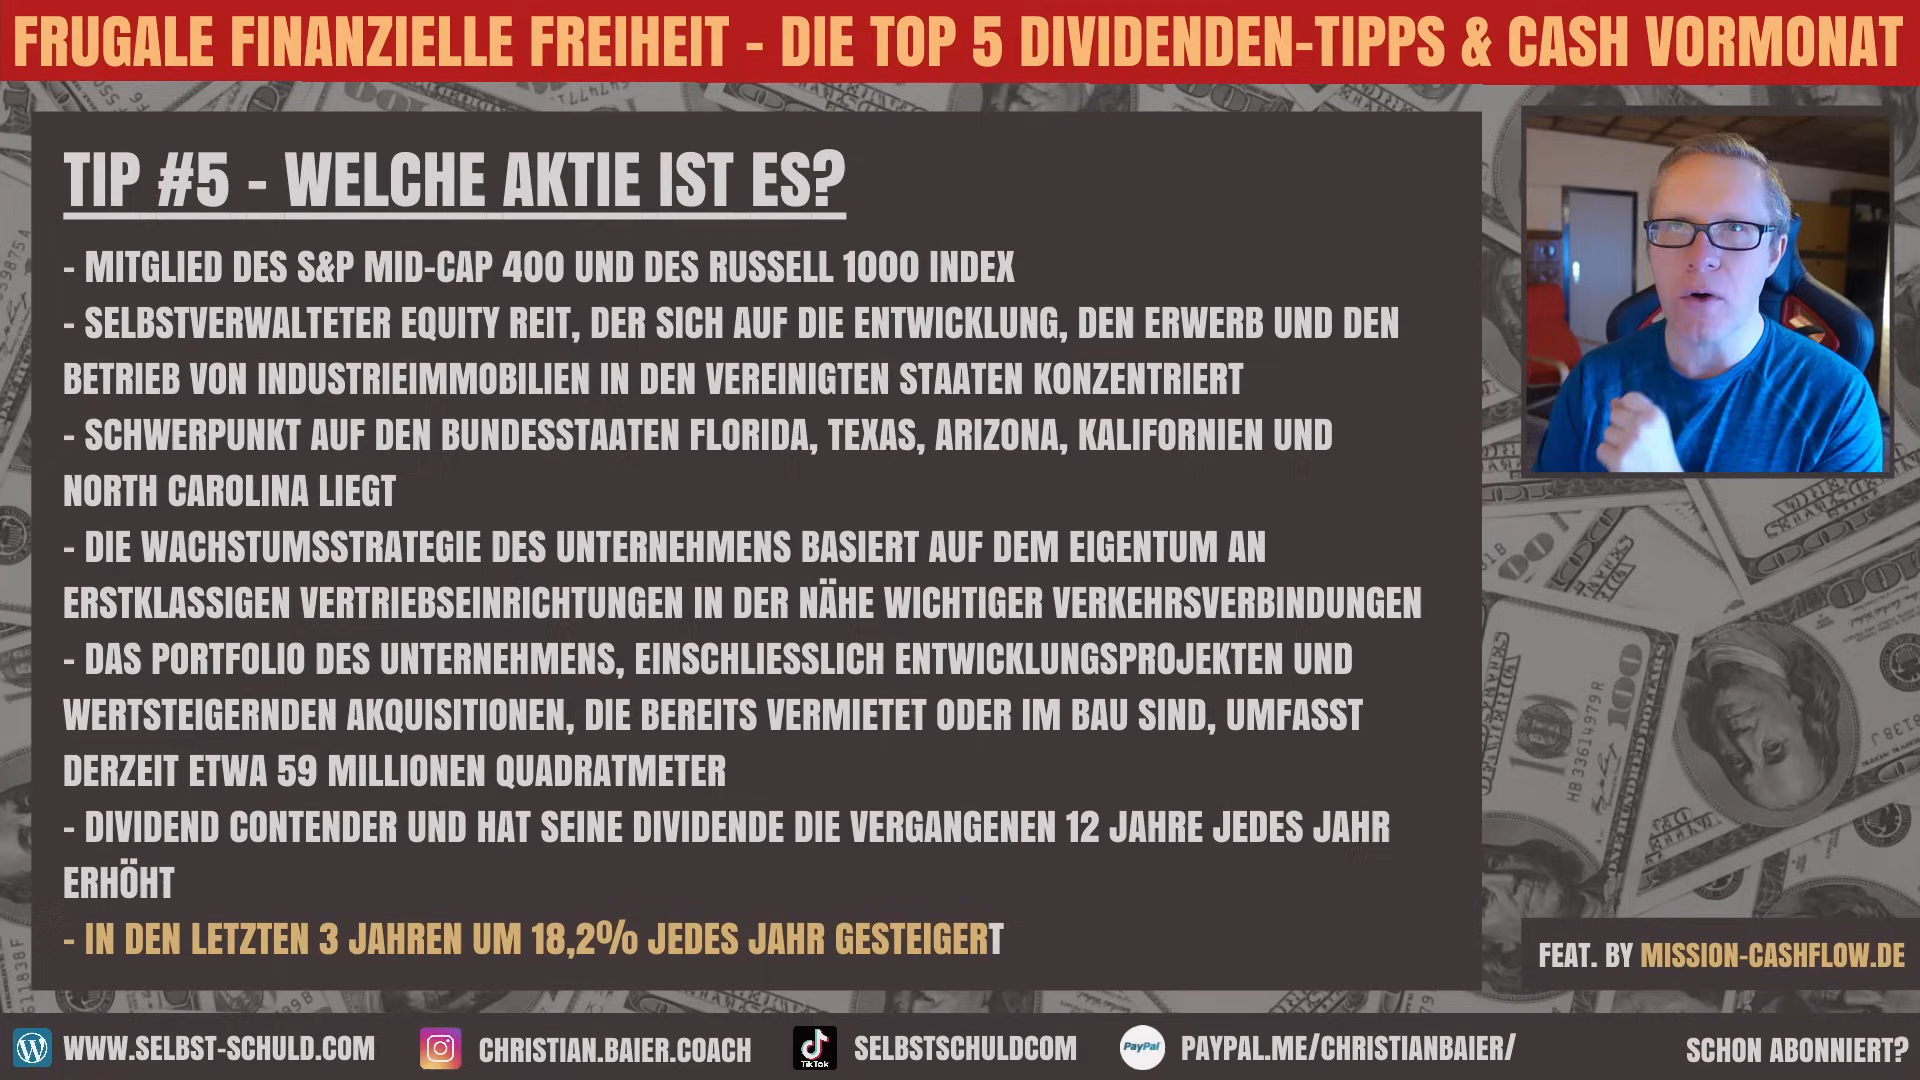 FRUGALE FINANZIELLE FREIHEIT - DIE TOP 5 DIVIDENDEN-TIPPS & CASH VORMONAT
TIP #5 - WELCHE AKTIE IST ES?
- MITGLIED DES S&P MID-CAP 400 UND DES RUSSELL 1000 INDEX
- SELBSTVERWALTETER EQUITY REIT, DER SICH AUF DIE ENTWICKLUNG, DEN ERWERB UND DEN
BETRIEB VON INDUSTRIEIMMOBILIEN IN DEN VEREINIGTEN STAATEN KONZENTRIERT
- SCHWERPUNKT AUF DEN BUNDESSTAATEN FLORIDA, TEXAS, ARIZONA, KALIFORNIEN UND
NORTH CAROLINA LIEGT
- DIE WACHSTUMSSTRATEGIE DES UNTERNEHMENS BASIERT AUF DEM EIGENTUM AN
ERSTKLASSIGEN VERTRIEBSEINRICHTUNGEN IN DER NÄHE WICHTIGER VERKEHRSVERBINDUNGEN
- DAS PORTFOLIO DES UNTERNEHMENS, EINSCHLIESSLICH ENTWICKLUNGSPROJEKTEN UND
WERTSTEIGERNDEN AKQUISITIONEN, DIE BEREITS VERMIETET ODER IM BAU SIND, UMFASST
DERZEIT ETWA 59 MILLIONEN QUADRATMETER
- DIVIDEND CONTENDER UND HAT SEINE DIVIDENDE DIE VERGANGENEN 12 JAHRE JEDES JAHR
ERHÖHT
- IN DEN LETZTEN 3 JAHREN UM 18,2% JEDES JAHR GESTEIGERT
FEAT. BY MISSION-CASHFLOW.DE
WWW.SELBST-SCHULD.COM
CHRISTIAN.BAIER.COACH
TikTok
SELBSTSCHULDCOM
PayPal
PAYPAL.ME/CHRISTIANBAIER/
SCHON ABONNIERT?